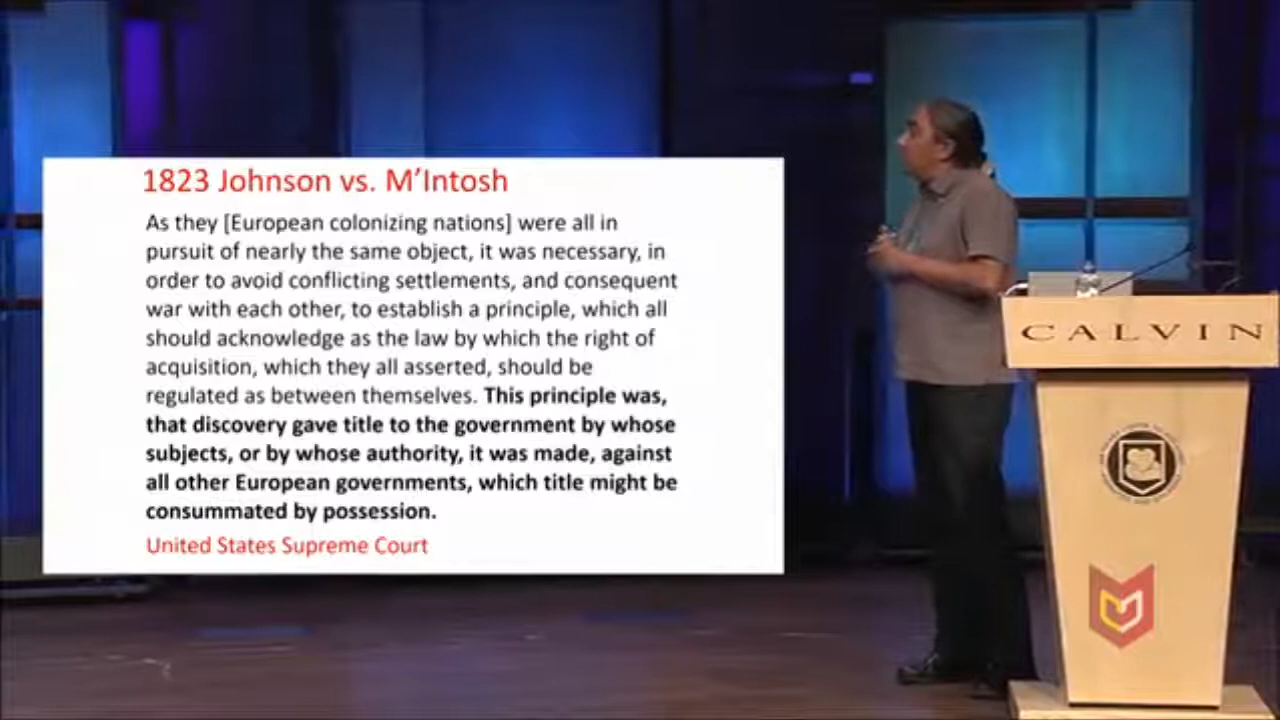 1823 Johnson vs. M'Intosh
As they [European colonizing nations] were all in
pursuit of nearly the same object, it was necessary, in
order to avoid conflicting settlements, and consequent
war with each other, to establish a principle, which all
should acknowledge as the law by which the right of
acquisition, which they all asserted, should be
regulated as between themselves. This principle was,
that discovery gave title to the government by whose
subjects, or by whose authority, it was made, against
all other European governments, which title might be
consummated by possession.
United States Supreme Court
CALVIN